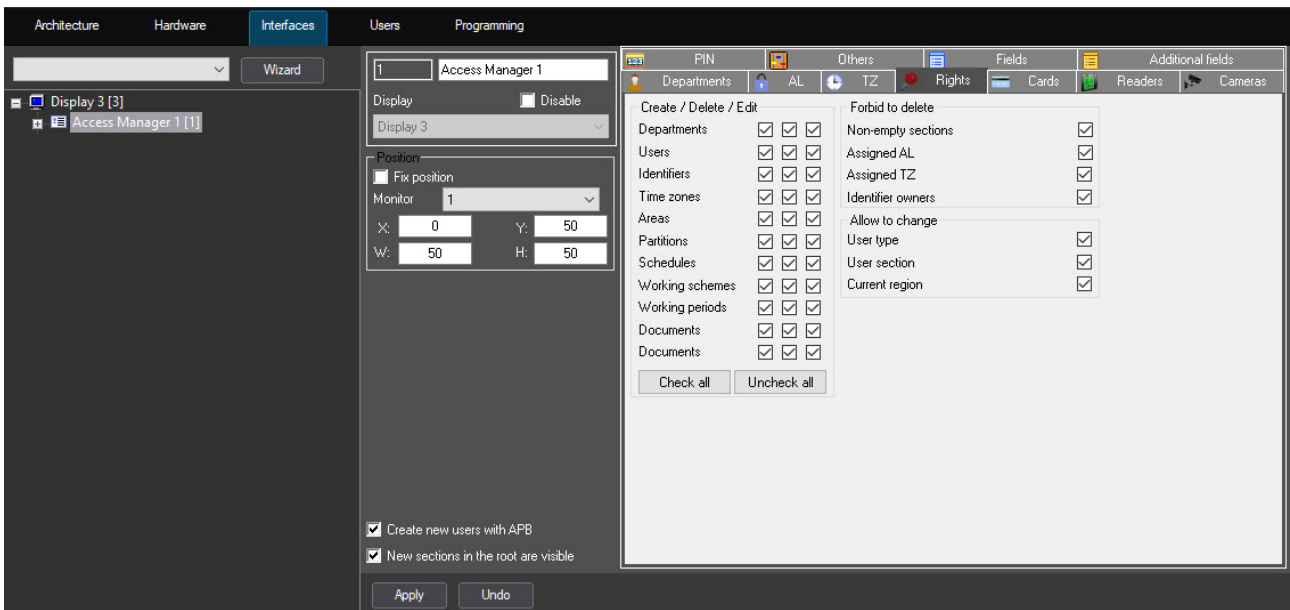 Architecture Hardware Interfaces Users Programming
Wizard
Display 3 [3]
Access Manager 1 [1]
1 Access Manager 1
Display Disable
Display 3
Position
Fix position
Monitor 1
X: 0 Y: 50
W: 50 H: 50
Create new users with APB
New sections in the root are visible
Apply Undo
123 PIN Others Fields Additional fields
Departments AL TZ Rights Cards Readers Cameras
Create / Delete / Edit
Departments
Users
Identifiers
Time zones
Areas
Partitions
Schedules
Working schemes
Working periods
Documents
Documents
Check all Uncheck all
Forbid to delete
Non-empty sections
Assigned AL
Assigned TZ
Identifier owners
Allow to change
User type
User section
Current region